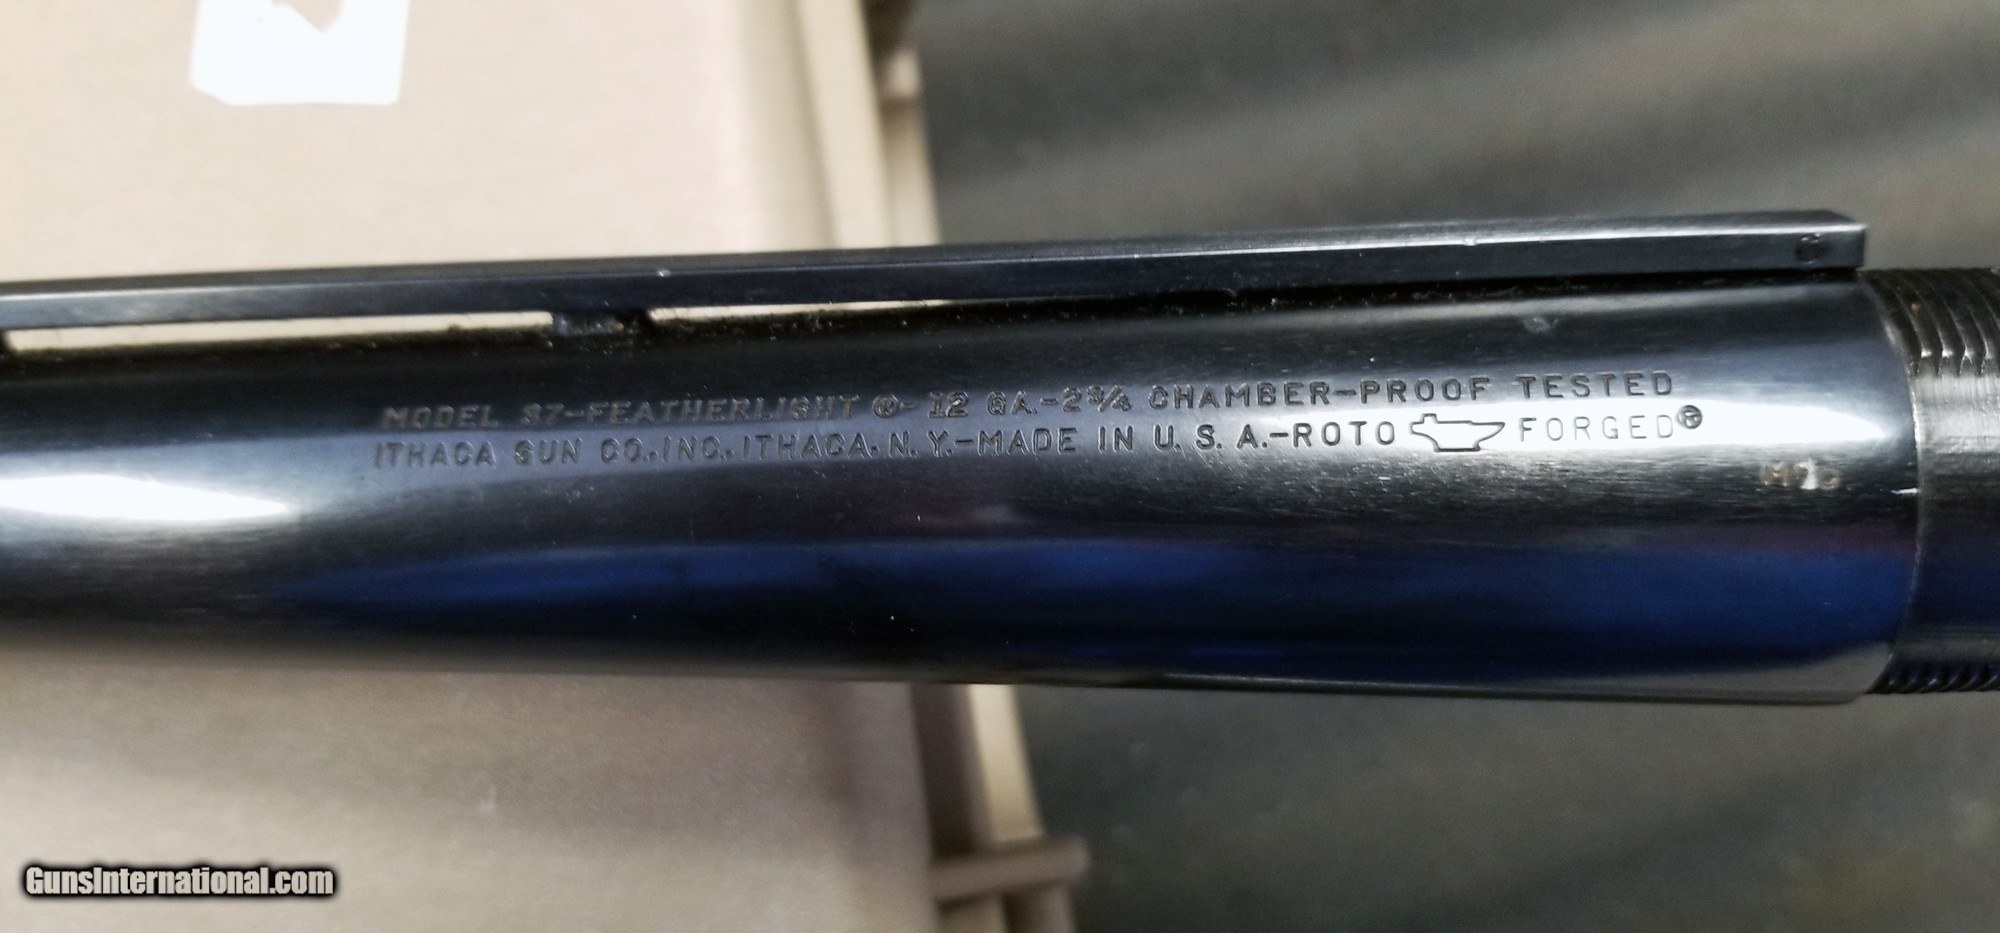 MODEL 37-FEATHERLIGHT ®-12 GA.-2¾ CHAMBER-PROOF TESTED
ITHACA GUN CO., INC. ITHACA, N. Y.-MADE IN U. S. A.-ROTO FORGED®
GunsInternational.com